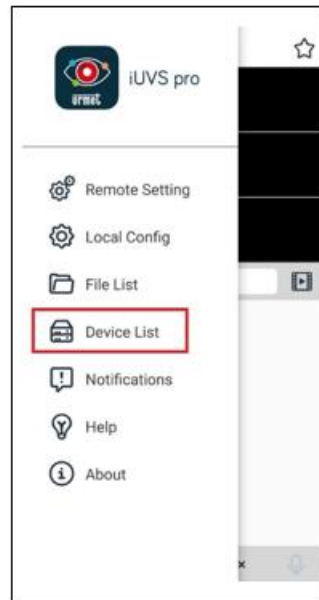 urmet
iUVS pro
Remote Setting
Local Config
File List
Device List
Notifications
Help
About